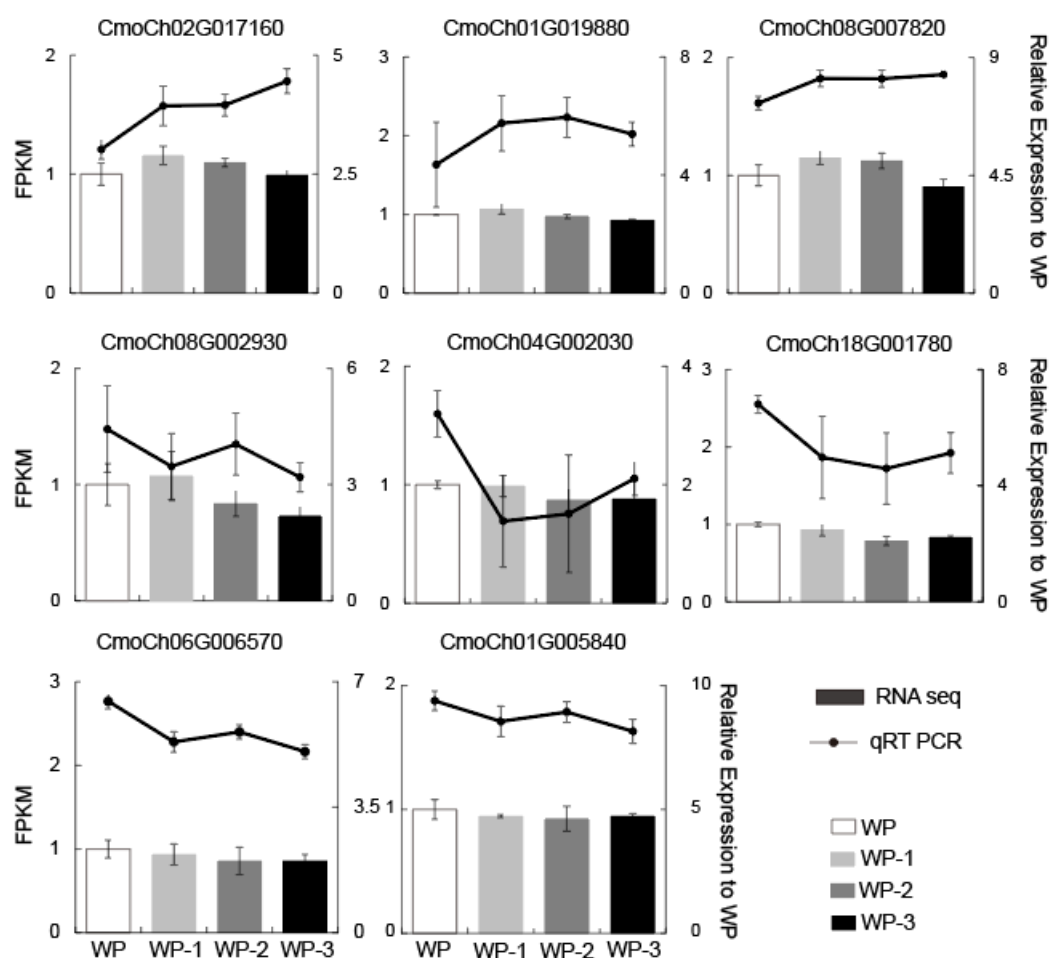 CmoCh02G017160 CmoCh01G019880 CmoCh08G007820
2 5 3 8 2 9
2
1 2.5 4 1 4.5
1
0 0 0 0 0 0
FPKM
Relative Expression to WP
CmoCh08G002930 CmoCh04G002030 CmoCh18G001780
2 6 2 4 3 8
2
1 3 1 2 4
1
0 0 0 4 0 0
FPKM
Relative Expression to WP
CmoCh06G006570 CmoCh01G005840
3 7 2 10
2
3.5 1 5
1
0 0 0 0
FPKM
Relative Expression to WP
WP WP-1 WP-2 WP-3 WP WP-1 WP-2 WP-3
RNA seq
qRT PCR
WP
WP-1
WP-2
WP-3